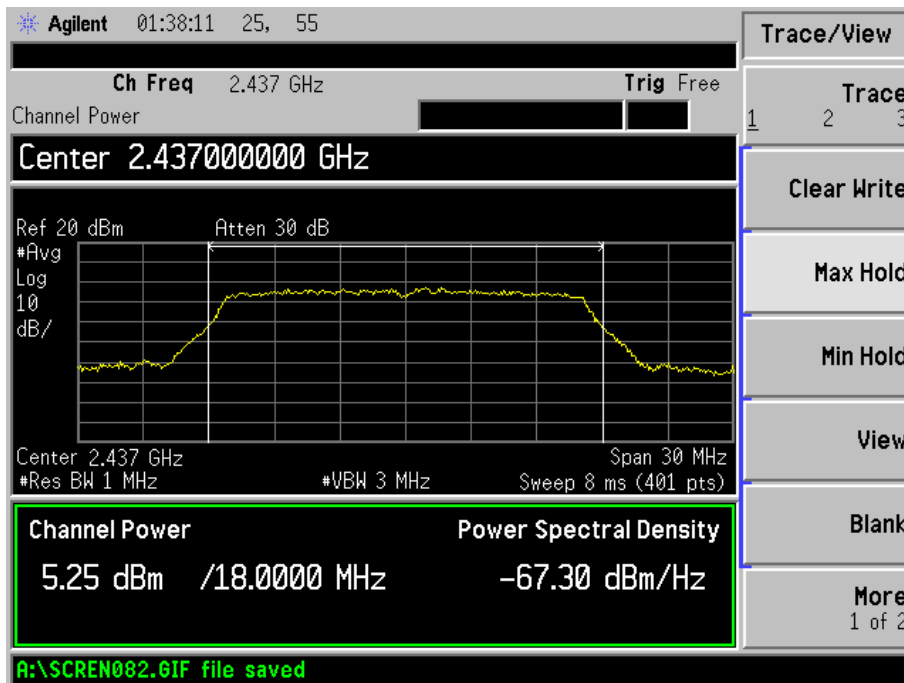 Agilent 01:38:11 25, 55
Trace/View
Ch Freq 2.437 GHz Trig Free
Channel Power
Trace
1 2 3
Center 2.437000000 GHz
Clear Write
Ref 20 dBm Atten 30 dB
#Avg
Log
10
dB/
Max Hold
Min Hold
Center 2.437 GHz Span 30 MHz
#Res BW 1 MHz #VBW 3 MHz Sweep 8 ms (401 pts)
View
Channel Power Power Spectral Density
5.25 dBm /18.0000 MHz -67.30 dBm/Hz
Blank
More
1 of 2
A:\SCREN082.GIF file saved